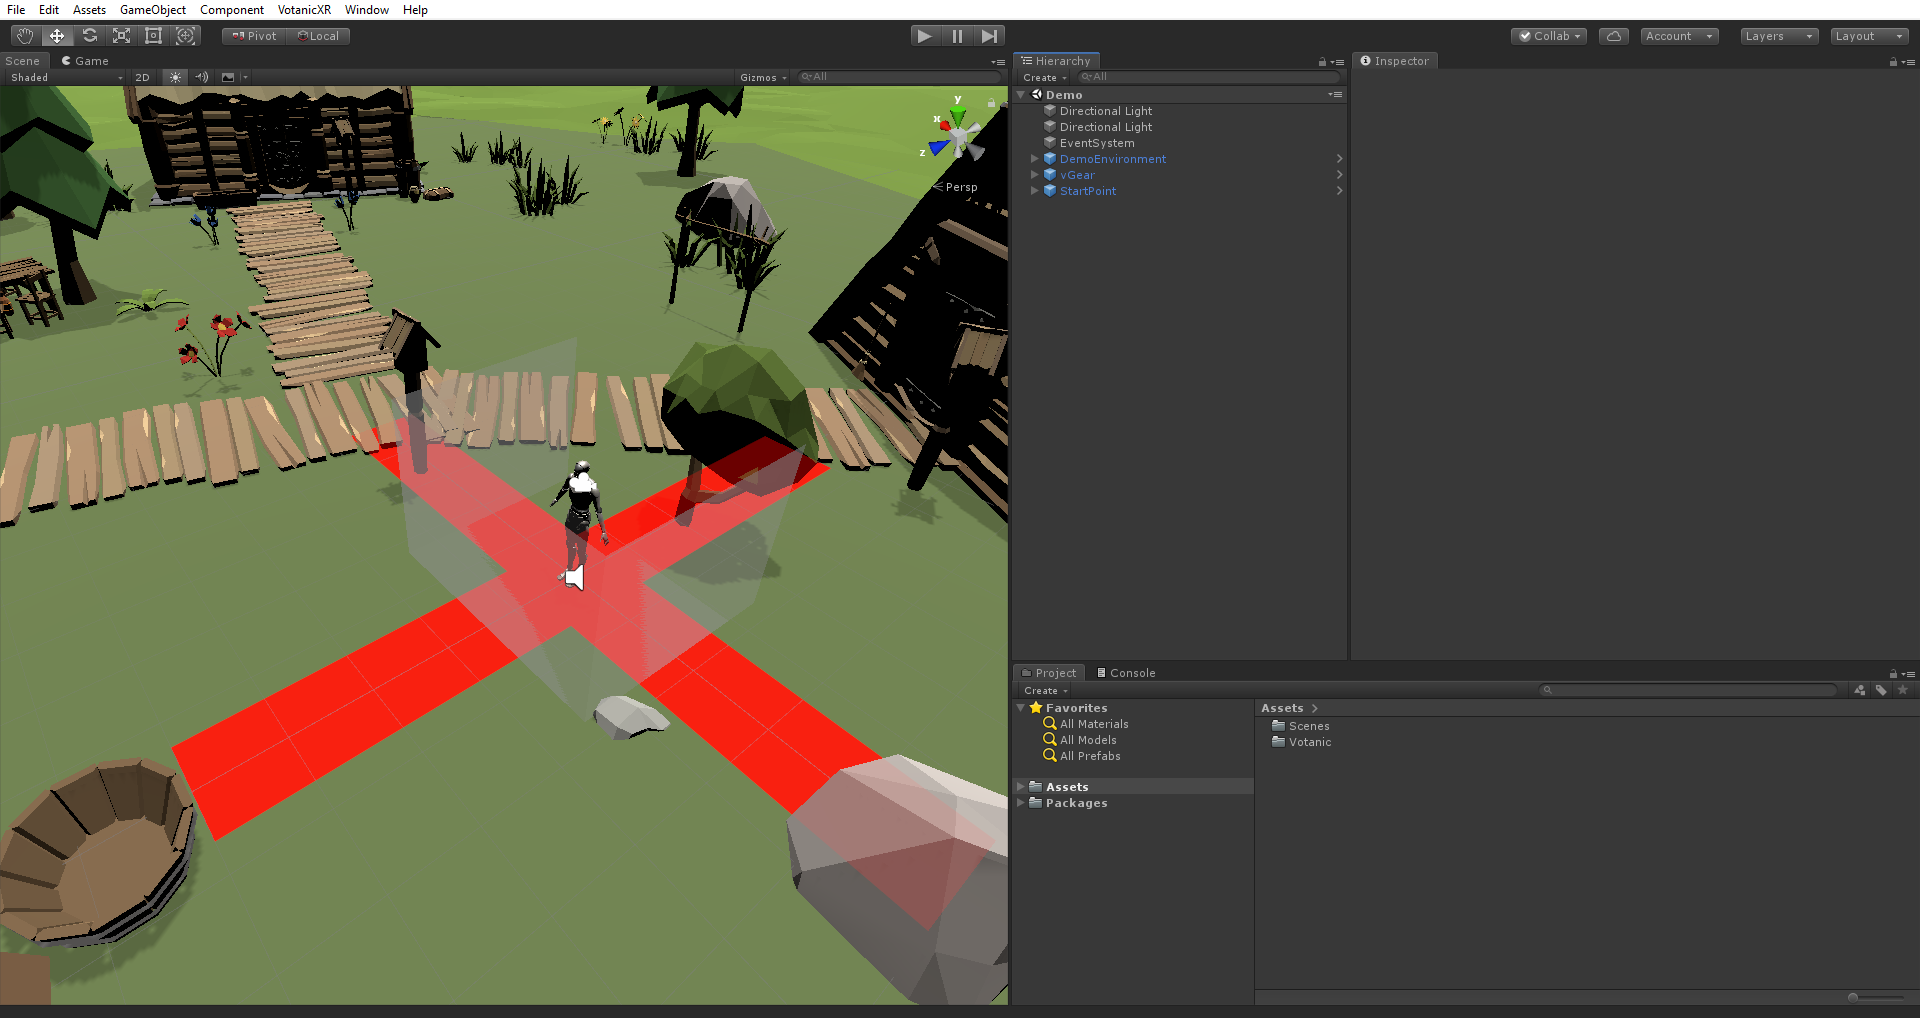 File Edit Assets GameObject Component VotanicXR Window Help
Pivot Local Collab Account Layers Layout
Scene Game
Shaded 2D Gizmos All
y
x
z
Persp
Hierarchy
Create All
Demo
Directional Light
Directional Light
EventSystem
DemoEnvironment
vGear
StartPoint
Inspector
Project Console
Create
Favorites
All Materials
All Models
All Prefabs
Assets
Packages
Assets
Scenes
Votanic